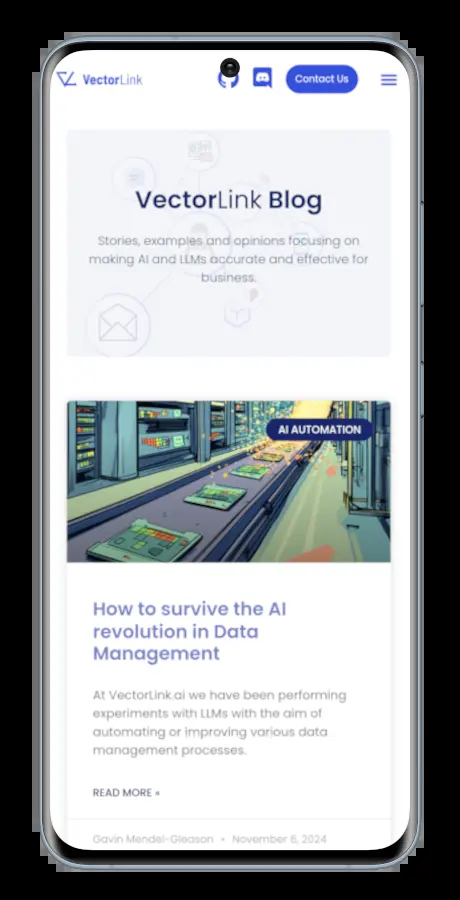 VectorLink
Contact Us
VectorLink Blog
Stories, examples and opinions focusing on
making AI and LLMs accurate and effective for
business.
AI AUTOMATION
How to survive the AI
revolution in Data
Management
At VectorLink.ai we have been performing
experiments with LLMs with the aim of
automating or improving various data
management processes.
READ MORE »
Gavin Mendel-Gleason • November 6, 2024